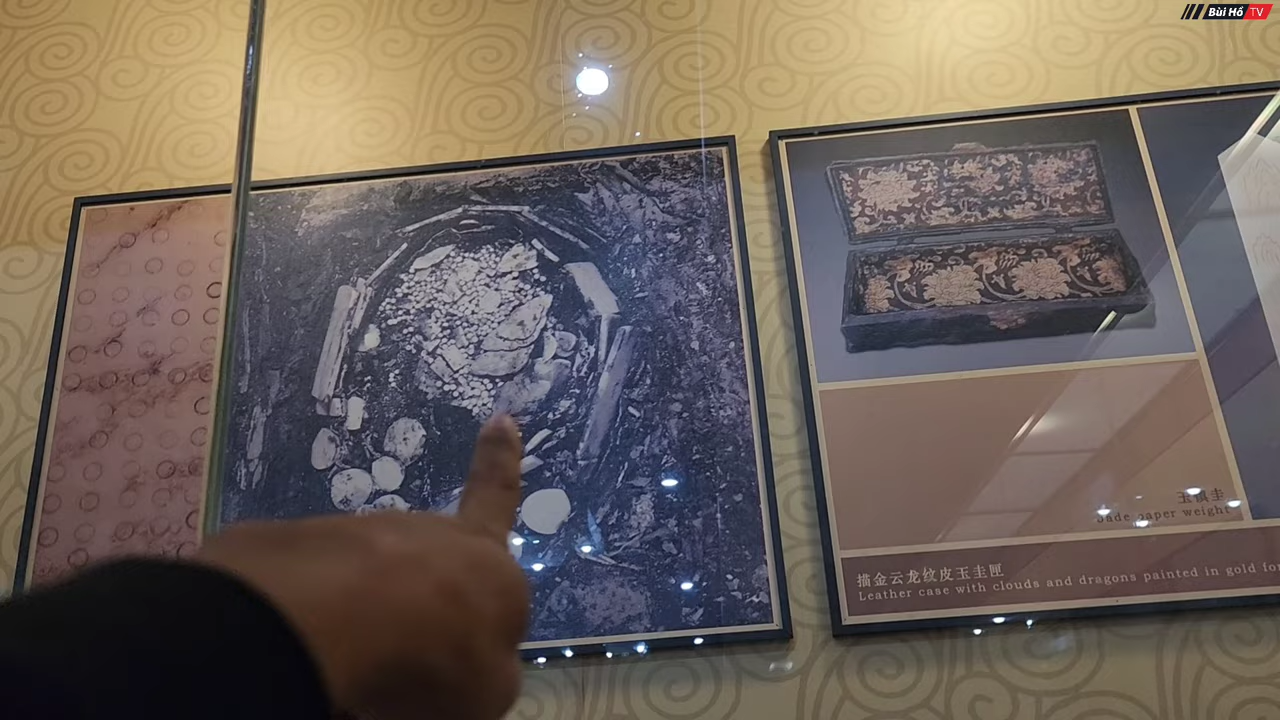 Bùi Hồ TV
玉镇圭
Jade paper weight
描金云龙纹皮玉圭匣
Leather case with clouds and dragons painted in gold for